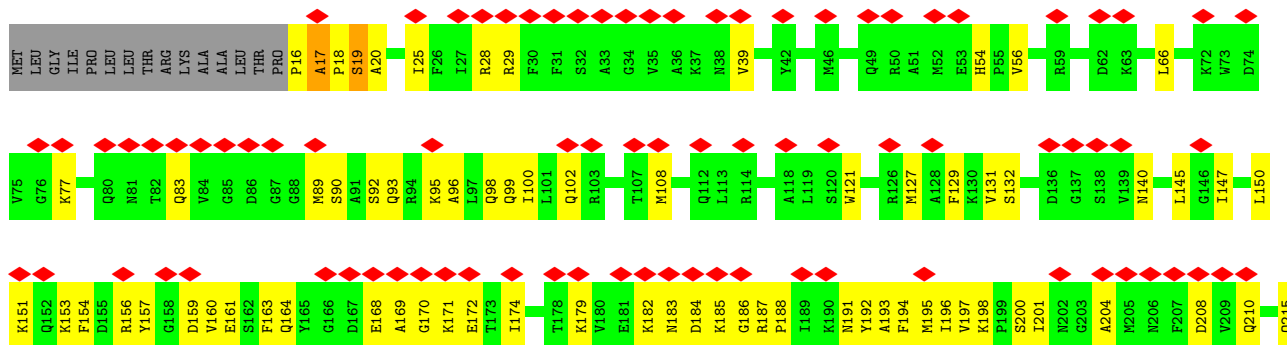 MET LEU GLY ILE PRO LEU LEU THR ARG LYS ALA ALA LEU THR PRO P16 A17 P18 S19 A20 I25 F26 I27 R28 R29 F30 F31 S32 A33 G34 V35 A36 K37 N38 V39 Y42 M46 Q49 R50 A51 M52 E53 H54 P55 V56 R59 D62 K63 L66 K72 W73 D74
V75 G76 K77 Q80 N81 T82 Q83 V84 G85 D86 G87 G88 M89 S90 A91 S92 Q93 R94 K95 A96 L97 Q98 Q99 I100 L101 Q102 R103 T107 M108 Q112 L113 R114 A118 L119 S120 W121 R126 M127 A128 F129 K130 V131 S132 D136 G137 S138 V139 N140 L145 G146 I147 L150
K151 Q152 K153 F154 D155 R156 Y157 G158 D159 V160 E161 S162 F163 Q164 Y165 G166 D167 E168 A169 G170 K171 E172 T173 I174 T178 K179 V180 E181 K182 N183 D184 K185 G186 R187 P188 I189 K190 N191 Y192 A193 F194 M195 I196 V197 K198 P199 S200 I201 N202 G203 A204 M205 N206 F207 D208 V209 Q210